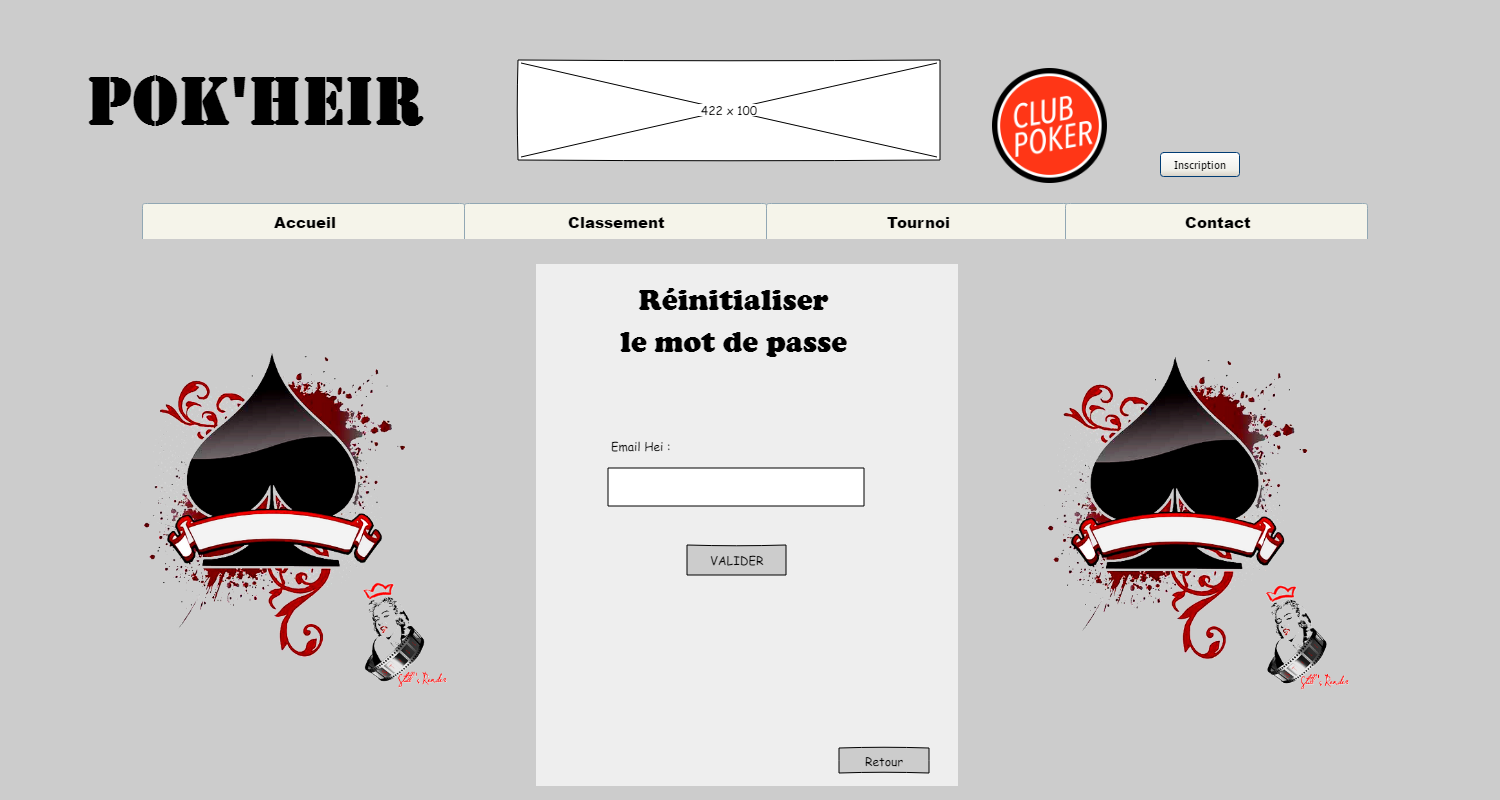 POK'HEIR
422 x 100
CLUB
POKER
Inscription
Accueil
Classement
Tournoi
Contact
Réinitialiser
le mot de passe
Email Hei :
VALIDER
Retour